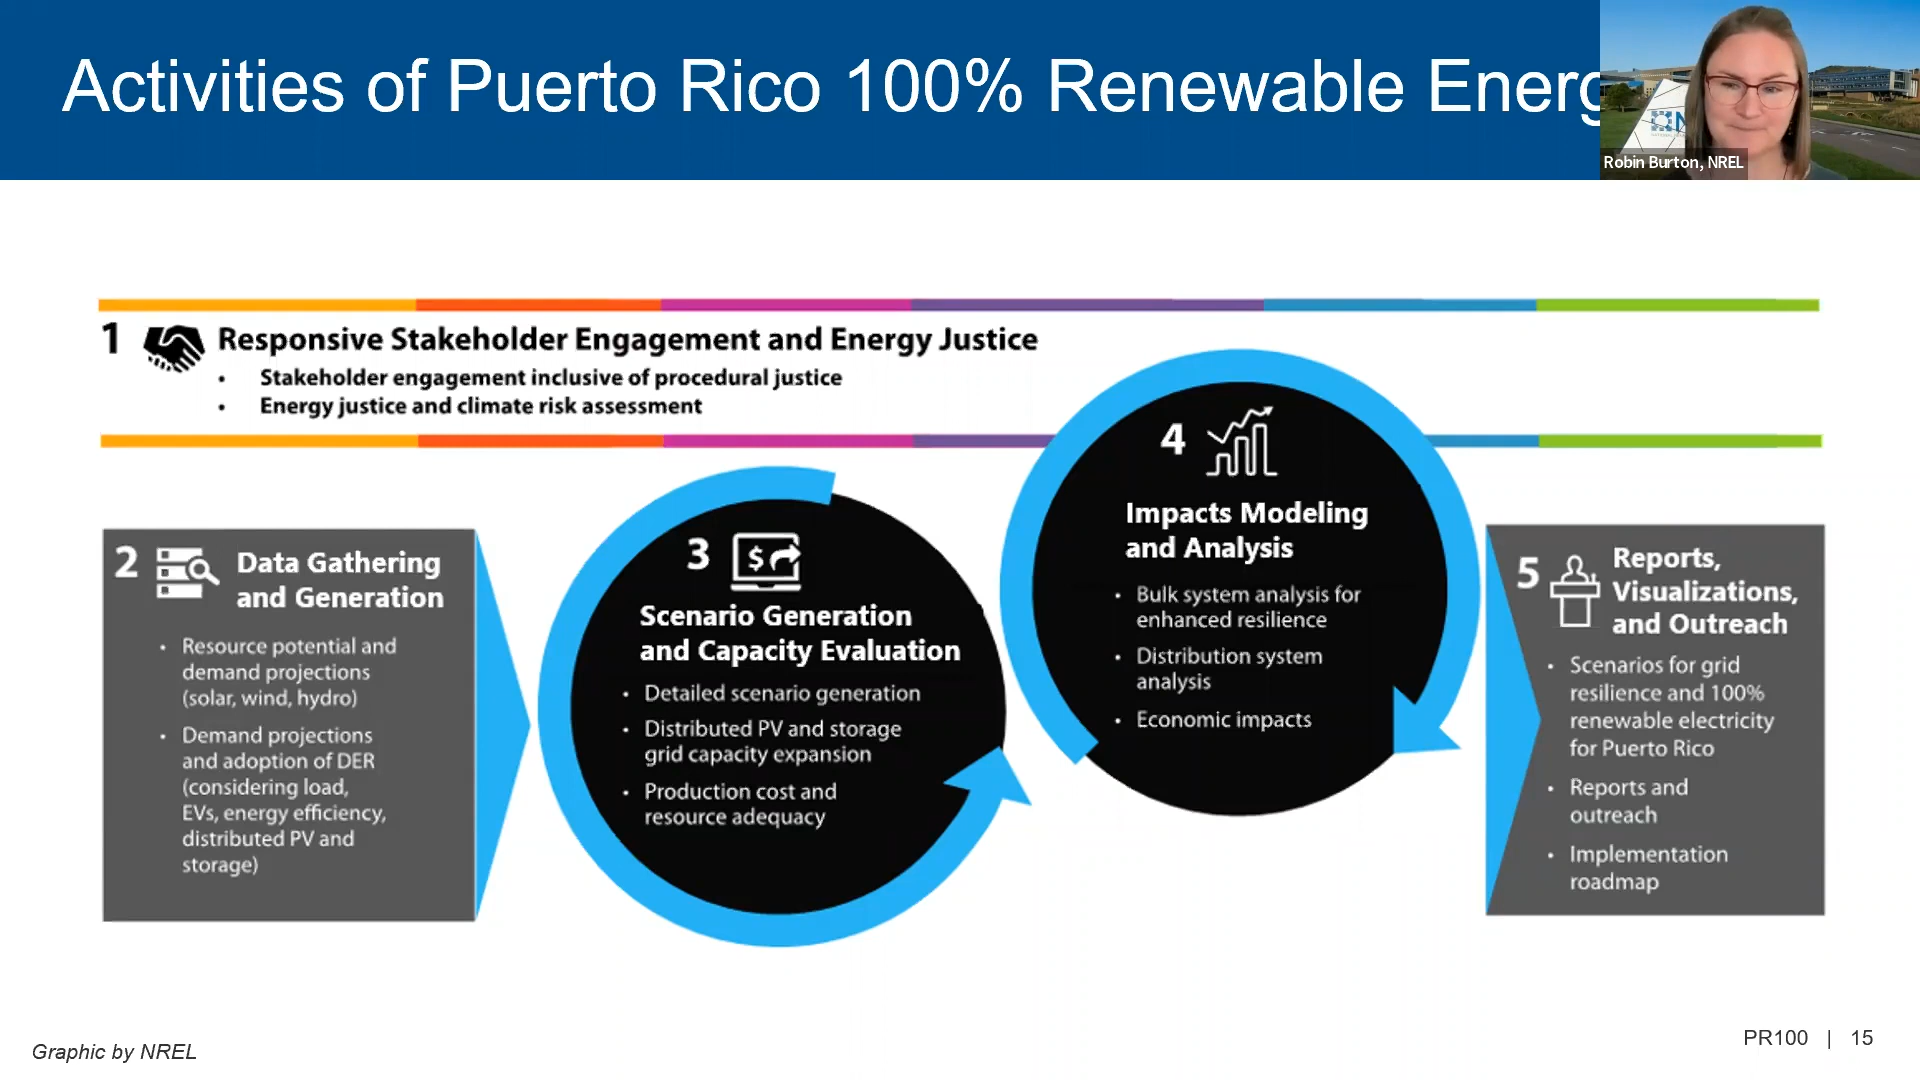 Activities of Puerto Rico 100% Renewable Energ
Robin Burton, NREL
1
Responsive Stakeholder Engagement and Energy Justice
• Stakeholder engagement inclusive of procedural justice
• Energy justice and climate risk assessment
2
Data Gathering
and Generation
• Resource potential and
demand projections
(solar, wind, hydro)
• Demand projections
and adoption of DER
(considering load,
EVs, energy efficiency,
distributed PV and
storage)
3
$
Scenario Generation
and Capacity Evaluation
• Detailed scenario generation
• Distributed PV and storage
grid capacity expansion
• Production cost and
resource adequacy
4
Impacts Modeling
and Analysis
• Bulk system analysis for
enhanced resilience
• Distribution system
analysis
• Economic impacts
5
Reports,
Visualizations,
and Outreach
• Scenarios for grid
resilience and 100%
renewable electricity
for Puerto Rico
• Reports and
outreach
• Implementation
roadmap
Graphic by NREL
PR100 | 15